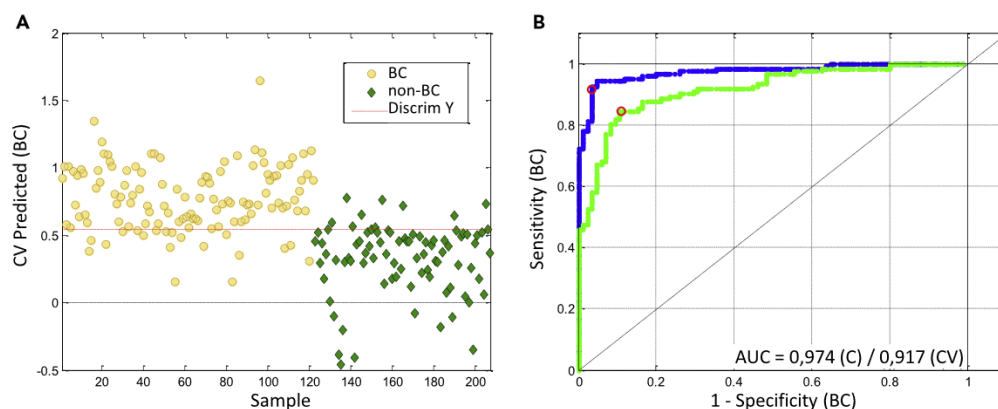 A
CV Predicted (BC)
2
1.5
1
0.5
0
-0.5
BC
non-BC
Discrim Y
20
40
60
80
100
120
140
160
180
200
Sample
B
Sensitivity (BC)
1
0.8
0.6
0.4
0.2
0
AUC = 0,974 (C) / 0,917 (CV)
0
0.2
0.4
0.6
0.8
1
1 - Specificity (BC)